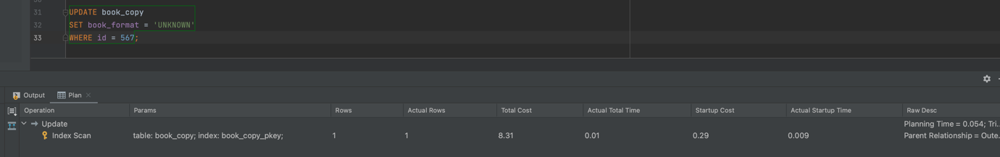 31 UPDATE book_copy
32 SET book_format = 'UNKNOWN'
33 WHERE id = 567;
Output Plan
Operation Params Rows Actual Rows Total Cost Actual Total Time Startup Cost Actual Startup Time Raw Desc
Update Planning Time = 0.054; Tri...
Index Scan table: book_copy; index: book_copy_pkey; 1 1 8.31 0.01 0.29 0.009 Parent Relationship = Oute...